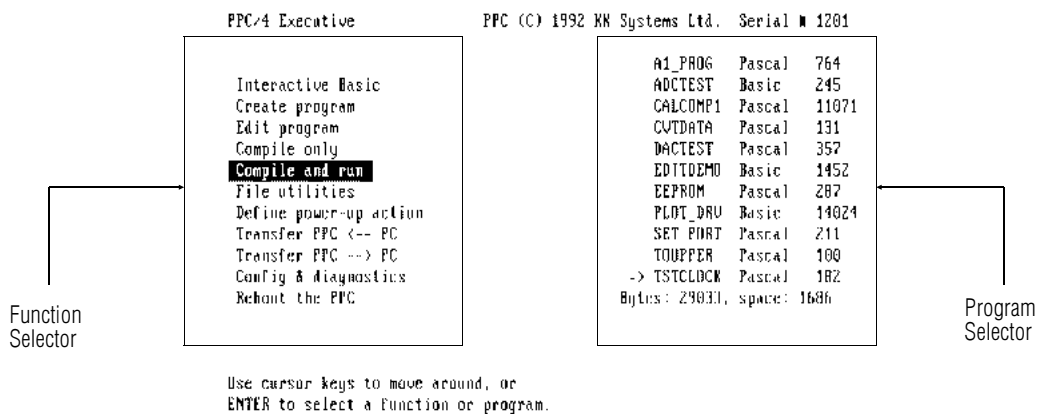 PPC/4 Executive PPC (C) 1992 KK Systems Ltd. Serial # 1201
Interactive Basic
Create program
Edit program
Compile only
Compile and run
File utilities
Define power-up action
Transfer PPC <-- PC
Transfer PPC --> PC
Config & diagnostics
Reboot the PPC
A1_PROG Pascal 764
ADCTEST Basic 245
CALCOMP1 Pascal 11071
CVTDATA Pascal 131
DACTEST Pascal 357
EDITDEMO Basic 1452
EEPROM Pascal 287
PLOT_DRV Basic 14024
SET_PORT Pascal 211
TOUPPER Pascal 100
-> TSTCLOCK Pascal 182
Bytes: space: 1686
Function
Selector
Program
Selector
Use cursor keys to move around, or
ENTER to select a function or program.